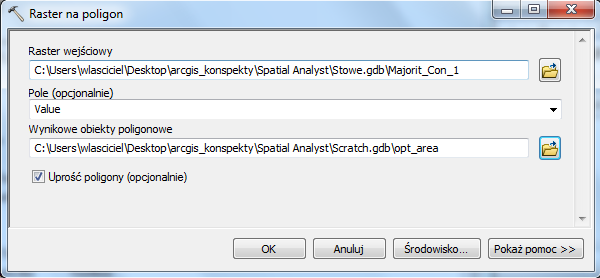 Raster na poligon
Raster wejściowy
C:\Users\wlasciciel\Desktop\arcgis_konspekty\Spatial Analyst\Stowe.gdb\Majorit_Con_1
Pole (opcjonalnie)
Value
Wynikowe obiekty poligonowe
C:\Users\wlasciciel\Desktop\arcgis_konspekty\Spatial Analyst\Scratch.gdb\opt_area
Uprość poligony (opcjonalnie)
OK Anuluj Środowisko... Pokaż pomoc >>